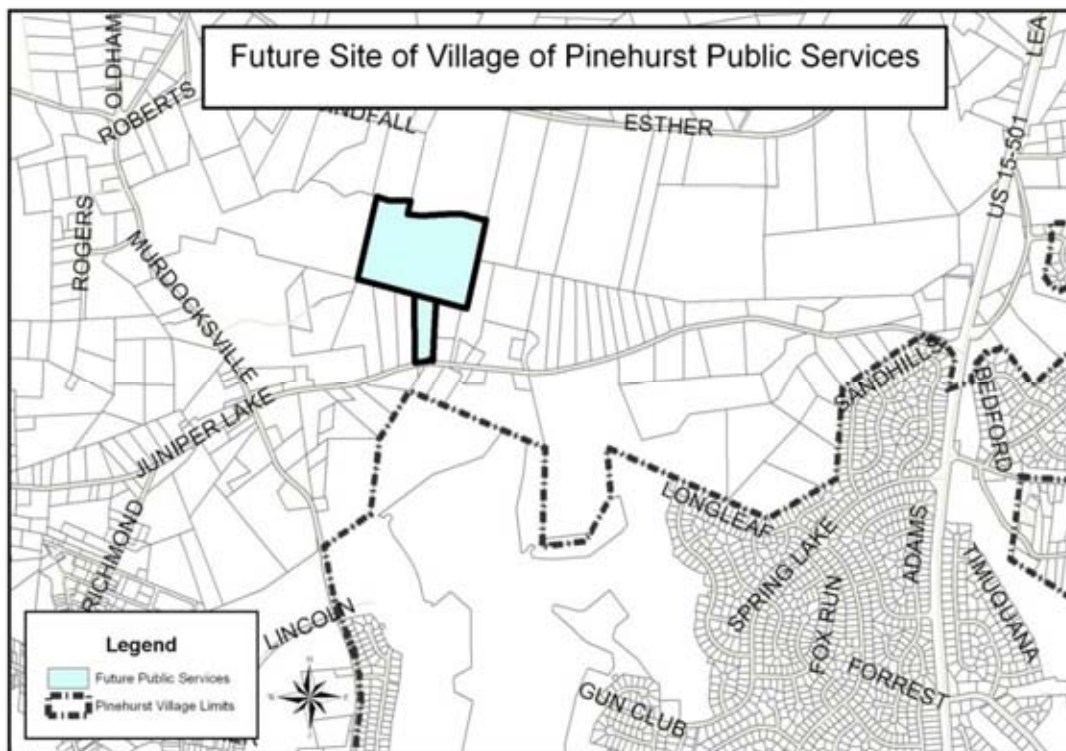 Future Site of Village of Pinehurst Public Services
OLDHAM
ROBERTS
ESTHER
LEA
US 15-501
ROGERS
MURDOCKSVILLE
JUNIPER LAKE
SANDHILLS
BEDFORD
RICHMOND
LONGLEAF
SPRING LAKE
ADAMS
FOX RUN
TIMUQUANA
LINCOLN
FORREST
GUN CLUB
Legend
Future Public Services
Pinehurst Village Limits
N